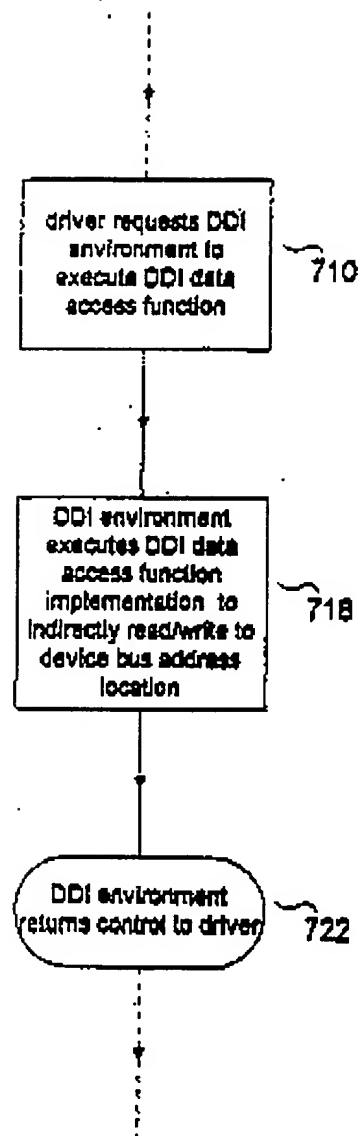 driver requests DDI
environment to
execute DDI data
access function
710
DDI environment
executes DDI data
access function
implementation to
indirectly read/write to
device bus address
location
718
DDI environment
returns control to driver
722